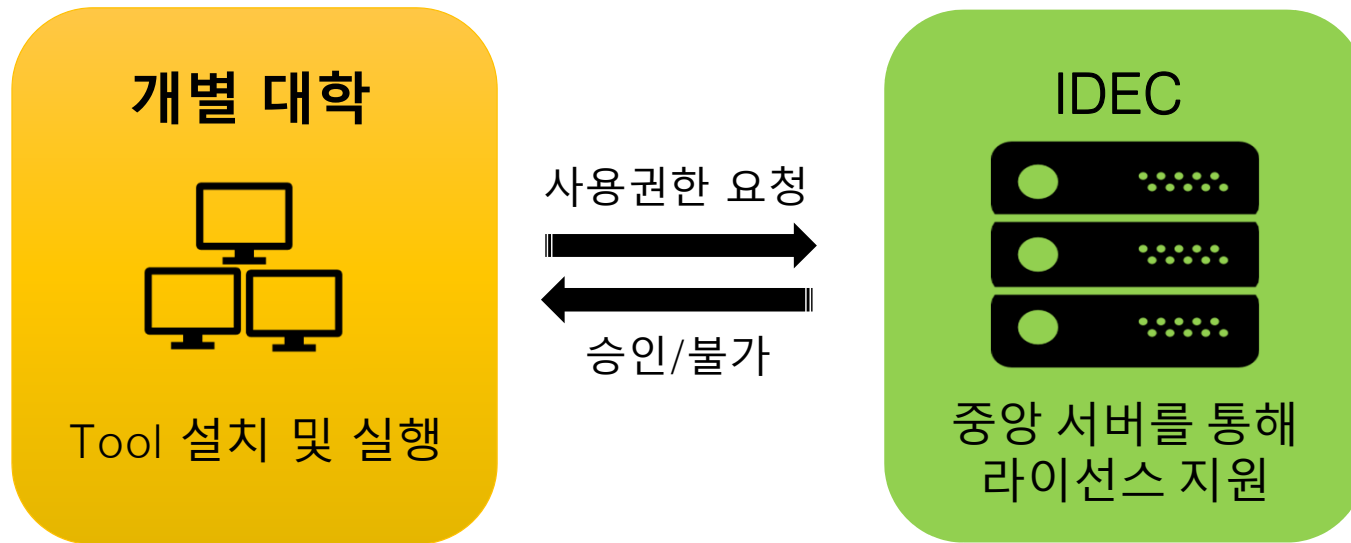 개별 대학
Tool 설치 및 실행
사용권한 요청
승인/불가
IDEC
중앙 서버를 통해
라이선스 지원